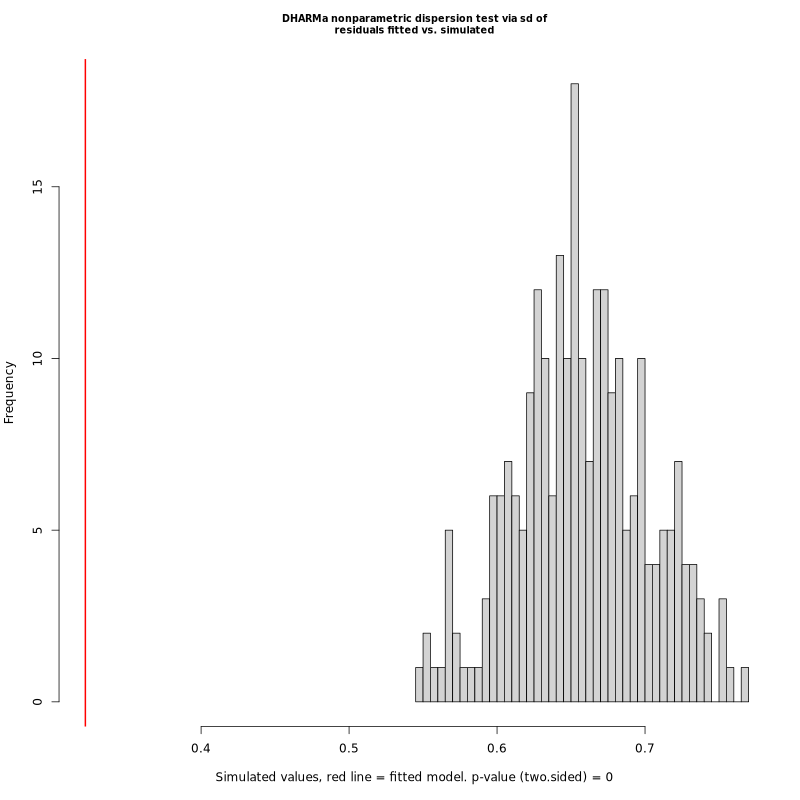 DHARMa nonparametric dispersion test via sd of
residuals fitted vs. simulated
Frequency
15
10
5
0
0.4 0.5 0.6 0.7
Simulated values, red line = fitted model. p-value (two.sided) = 0